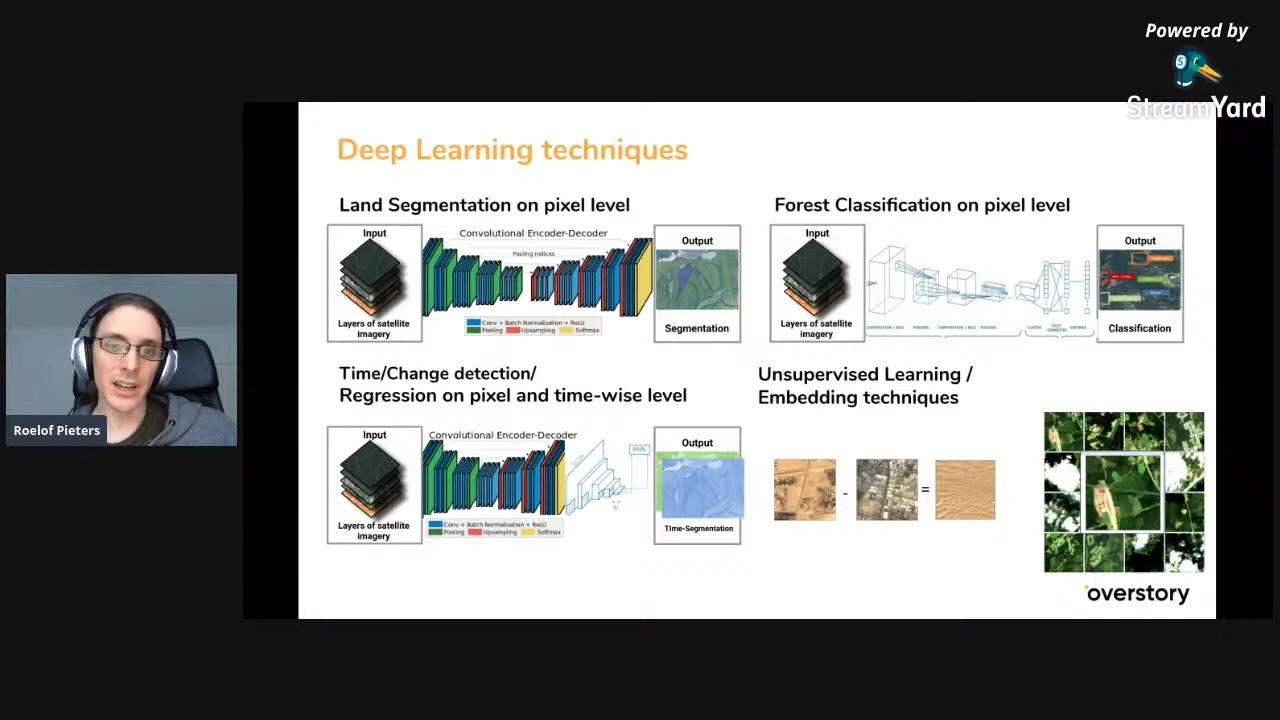 Powered by
StreamYard
Deep Learning techniques
Land Segmentation on pixel level
Input
Layers of satellite
imagery
Convolutional Encoder-Decoder
Pooling Indices
Conv + Batch Normalisation + ReLU
Pooling Upsampling Softmax
Output
Segmentation
Forest Classification on pixel level
Input
Layers of satellite
imagery
Output
Classification
Time/Change detection/
Regression on pixel and time-wise level
Input
Layers of satellite
imagery
Convolutional Encoder-Decoder
Conv + Batch Normalisation + ReLU
Pooling Upsampling Softmax
Output
Time-Segmentation
Unsupervised Learning /
Embedding techniques
- =
overstory
Roelof Pieters